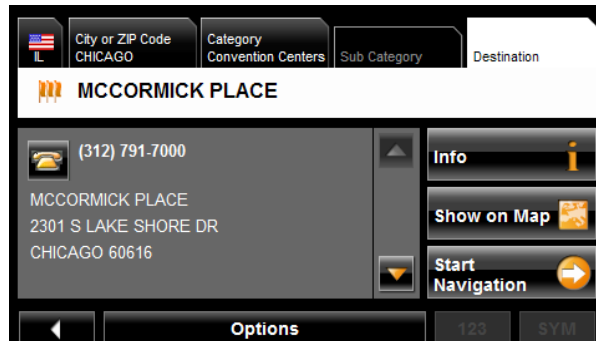 IL
City or ZIP Code
CHICAGO
Category
Convention Centers
Sub Category
Destination
MCCORMICK PLACE
(312) 791-7000
MCCORMICK PLACE
2301 S LAKE SHORE DR
CHICAGO 60616
Info
Show on Map
Start
Navigation
Options
123
SYM